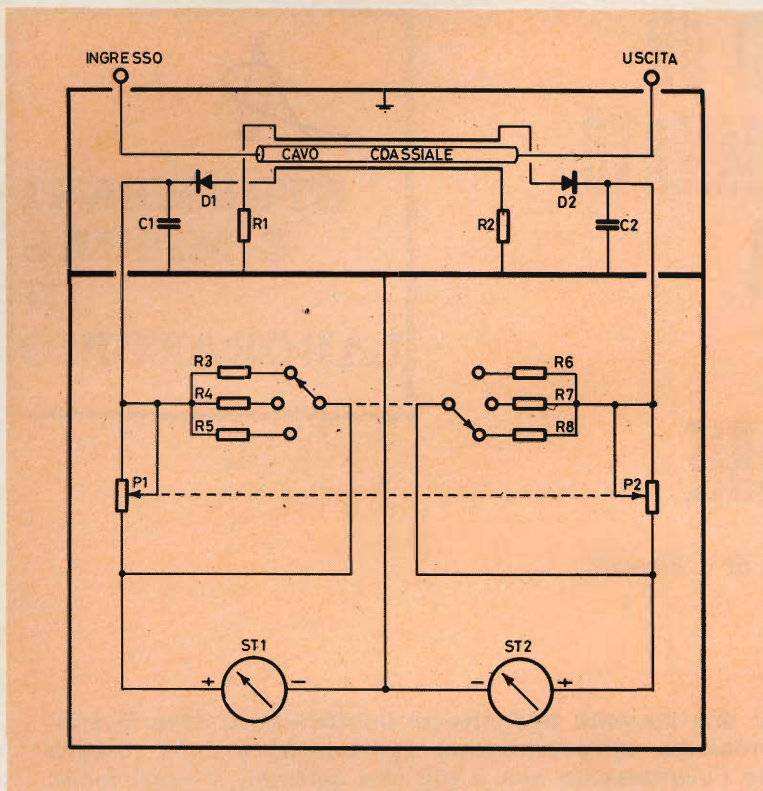 INGRESSO
USCITA
CAVO COASSIALE
D1
D2
C1
R1
R2
C2
R3
R6
R4
R7
R5
R8
P1
P2
ST1
ST2
+ −
− +